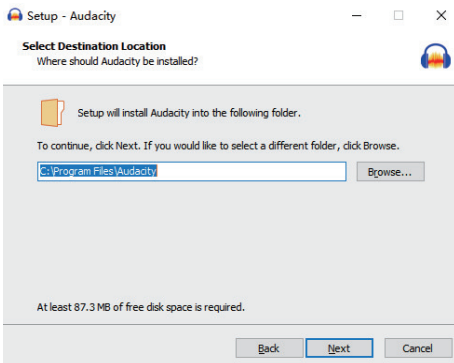 Setup - Audacity
Select Destination Location
Where should Audacity be installed?
Setup will install Audacity into the following folder.
To continue, click Next. If you would like to select a different folder, click Browse.
C:\Program Files\Audacity
Browse...
At least 87.3 MB of free disk space is required.
Back Next Cancel